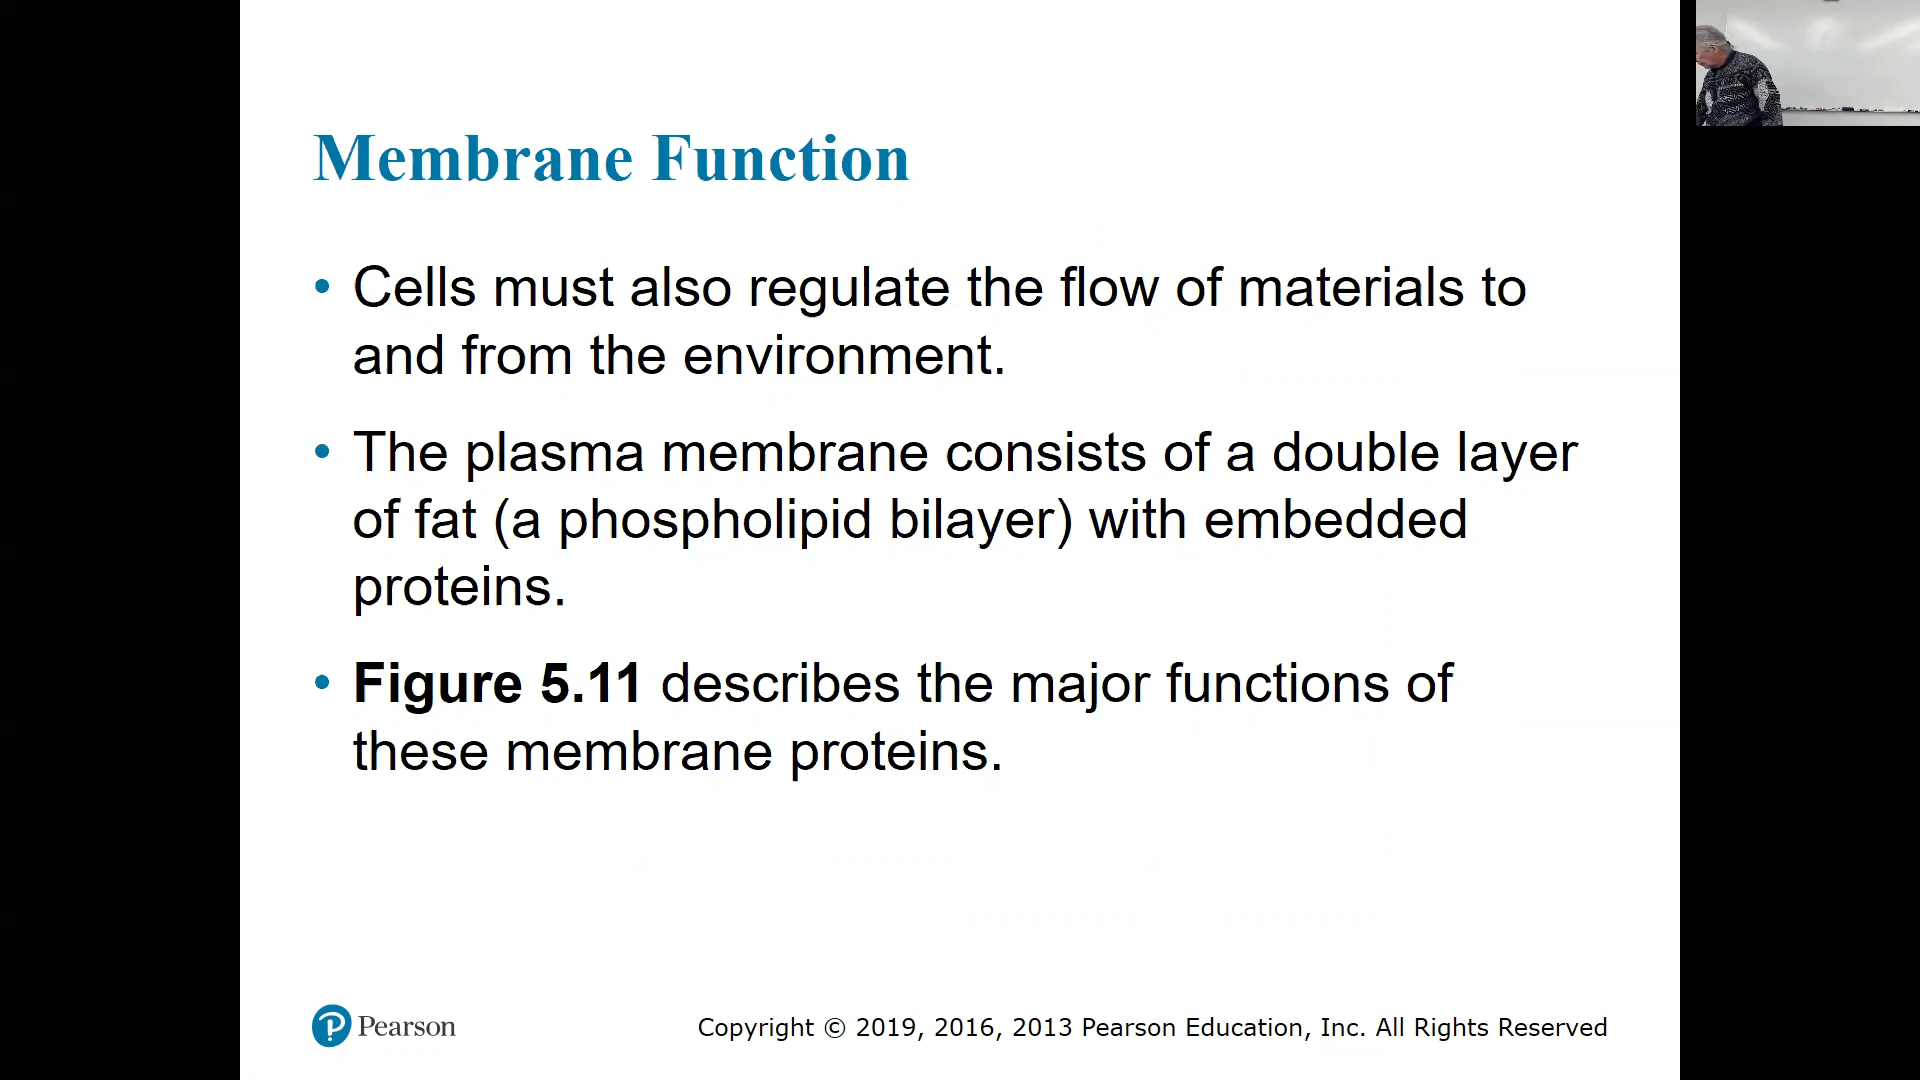 Membrane Function
• Cells must also regulate the flow of materials to
and from the environment.
• The plasma membrane consists of a double layer
of fat (a phospholipid bilayer) with embedded
proteins.
• Figure 5.11 describes the major functions of
these membrane proteins.
Pearson
Copyright © 2019, 2016, 2013 Pearson Education, Inc. All Rights Reserved